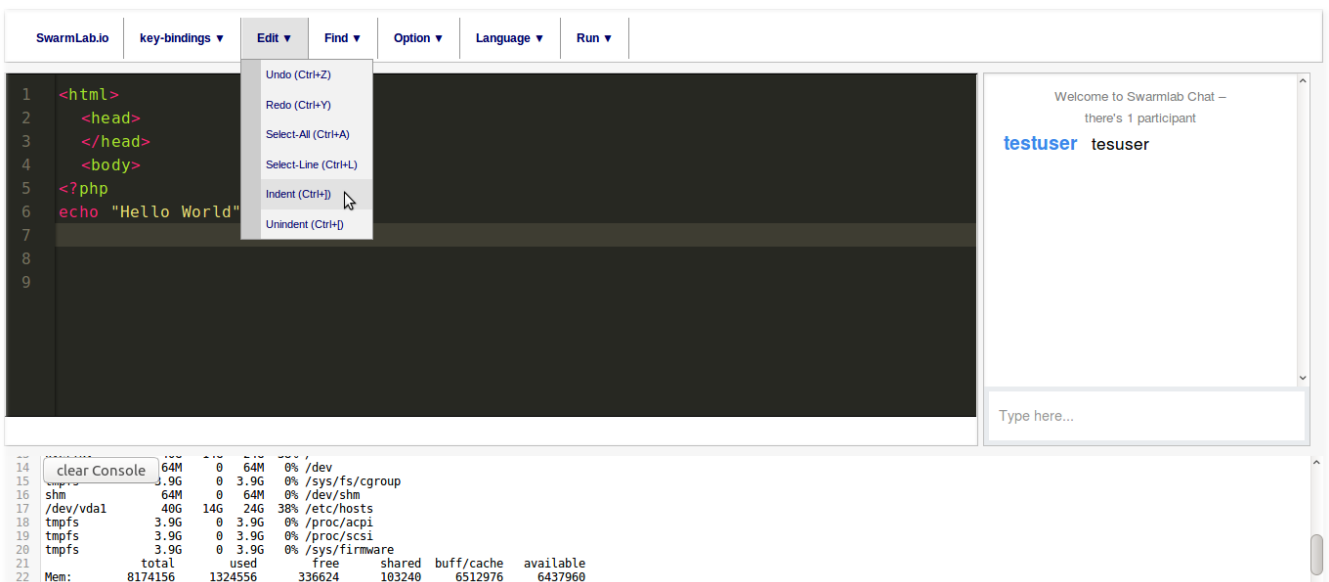 SwarmLab.io key-bindings ▼ Edit ▼ Find ▼ Option ▼ Language ▼ Run ▼
Undo (Ctrl+Z)
Redo (Ctrl+Y)
Select-All (Ctrl+A)
Select-Line (Ctrl+L)
Indent (Ctrl+])
Unindent (Ctrl+[)
1 <html>
2 <head>
3 </head>
4 <body>
5 <?php
6 echo "Hello World"
7
8
9
Welcome to Swarmlab Chat –
there's 1 participant
testuser tesuser
Type here...
clear Console
14 64M 0 64M 0% /dev
15 tmpfs 3.9G 0 3.9G 0% /sys/fs/cgroup
16 shm 64M 0 64M 0% /dev/shm
17 /dev/vda1 40G 14G 24G 38% /etc/hosts
18 tmpfs 3.9G 0 3.9G 0% /proc/acpi
19 tmpfs 3.9G 0 3.9G 0% /proc/scsi
20 tmpfs 3.9G 0 3.9G 0% /sys/firmware
21 total used free shared buff/cache available
22 Mem: 8174156 1324556 336624 103240 6512976 6437960